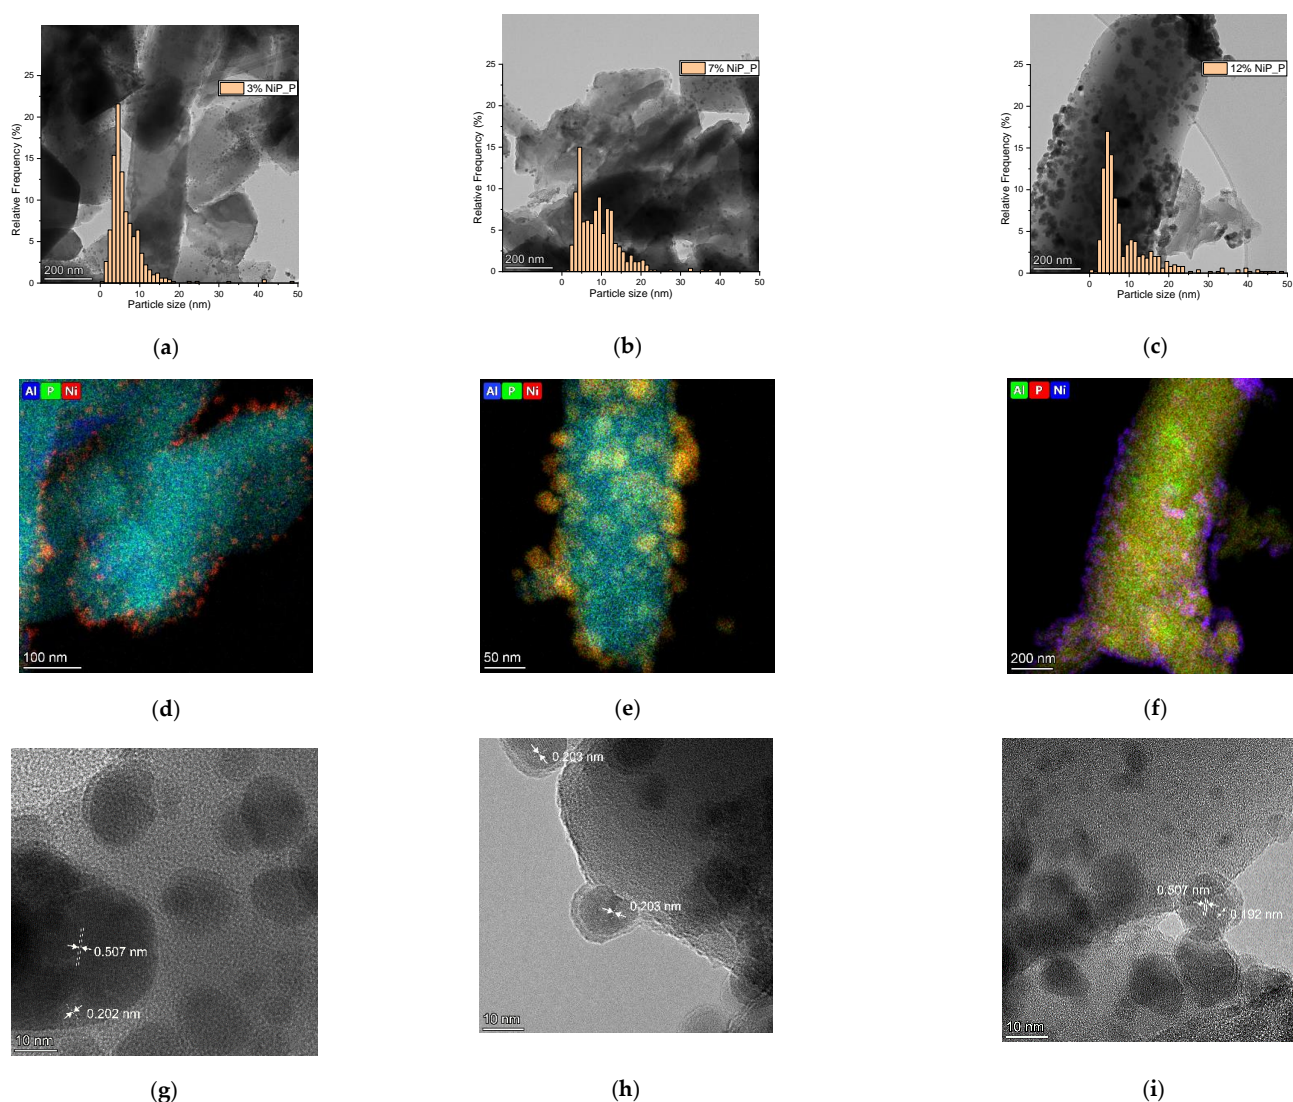 3% NiP_P
25
20
15
10
5
0
Relative Frequency (%)
200 nm
0 10 20 30 40 50
Particle size (nm)
(a)
7% NiP_P
25
20
15
10
5
0
Relative Frequency (%)
200 nm
0 10 20 30 40 50
Particle size (nm)
(b)
12% NiP_P
25
20
15
10
5
0
Relative Frequency (%)
200 nm
0 10 20 30 40 50
Particle size (nm)
(c)
Al P Ni
100 nm
(d)
Al P Ni
50 nm
(e)
Al P Ni
200 nm
(f)
0.507 nm
0.202 nm
10 nm
(g)
0.203 nm
0.203 nm
10 nm
(h)
0.507 nm
0.192 nm
10 nm
(i)